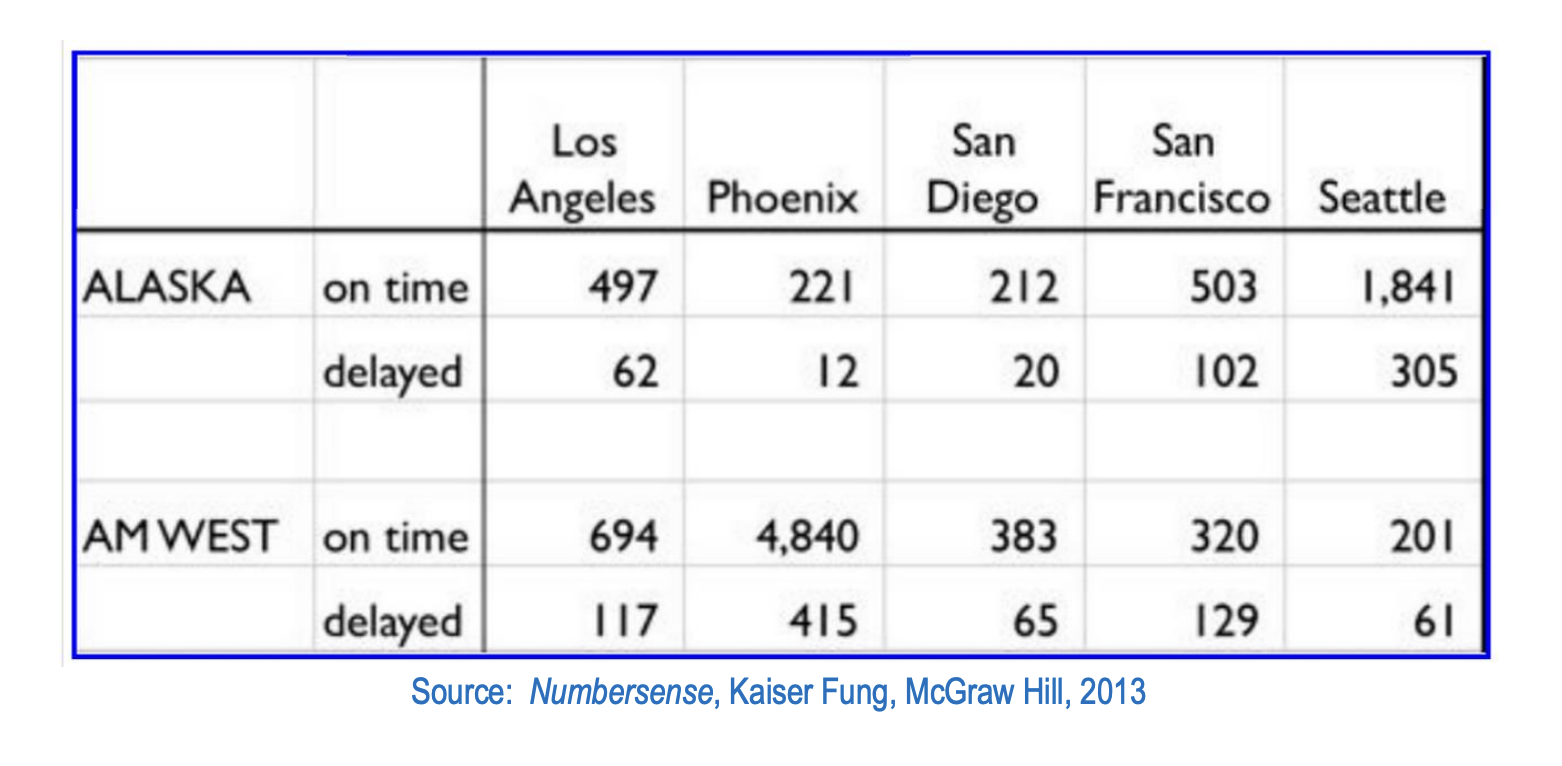 Los Angeles Phoenix San Diego San Francisco Seattle
ALASKA on time 497 221 212 503 1,841
delayed 62 12 20 102 305
AM WEST on time 694 4,840 383 320 201
delayed 117 415 65 129 61
Source: Numbersense, Kaiser Fung, McGraw Hill, 2013